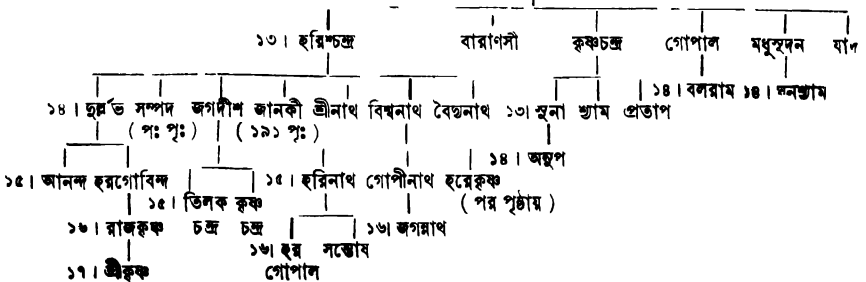 ১৩। হরিশ্চন্দ্র বারাণসী কৃষ্ণচন্দ্র গোপাল মধুসূদন
১৪। বলরাম ১৪। ঘনশ্যাম
১৪। দুর্লভ সম্পদ জগদীশ জানকী শ্রীনাথ বিশ্বনাথ বৈদ্যনাথ ১৩। সুনা শ্যাম প্রতাপ
( পঃ পৃঃ ) ( ১৯১ পৃঃ )
১৪। অনুপ
১৫। আনন্দ হরগোবিন্দ ১৫। হরিনাথ গোপীনাথ হরেকৃষ্ণ
১৫। তিলক কৃষ্ণ ( পর পৃষ্ঠায় )
১৬। রাজকৃষ্ণ চন্দ্র চন্দ্র ১৬। জগন্নাথ
১৬। হর সন্তোষ
১৭। শ্রীকৃষ্ণ গোপাল